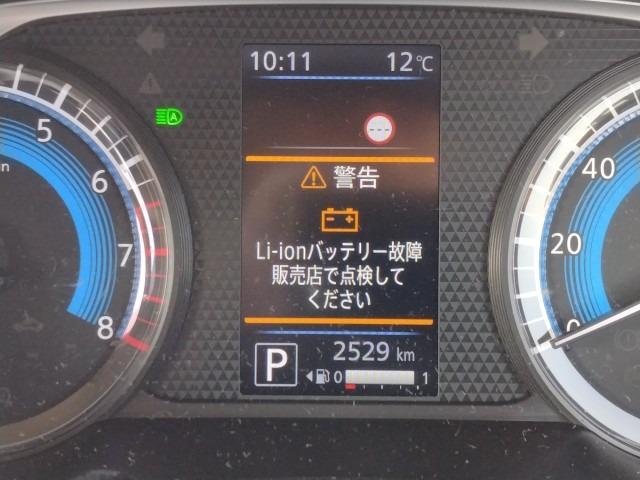 10:11 12℃
A
---
警告
Li-ionバッテリー故障
販売店で点検して
ください
P
2529 km
0 1
5
6
7
8
40
20
0